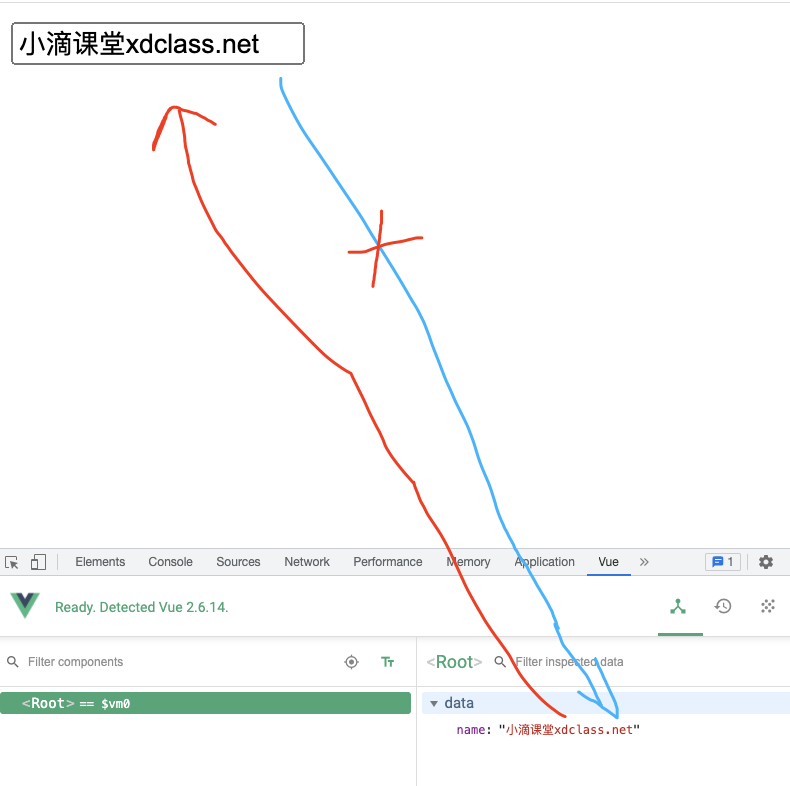 小滴课堂xdclass.net
Elements Console Sources Network Performance Memory Application Vue » 1
Ready. Detected Vue 2.6.14.
Filter components Tт <Root> Filter inspected data
<Root> == $vm0
data
name: "小滴课堂xdclass.net"